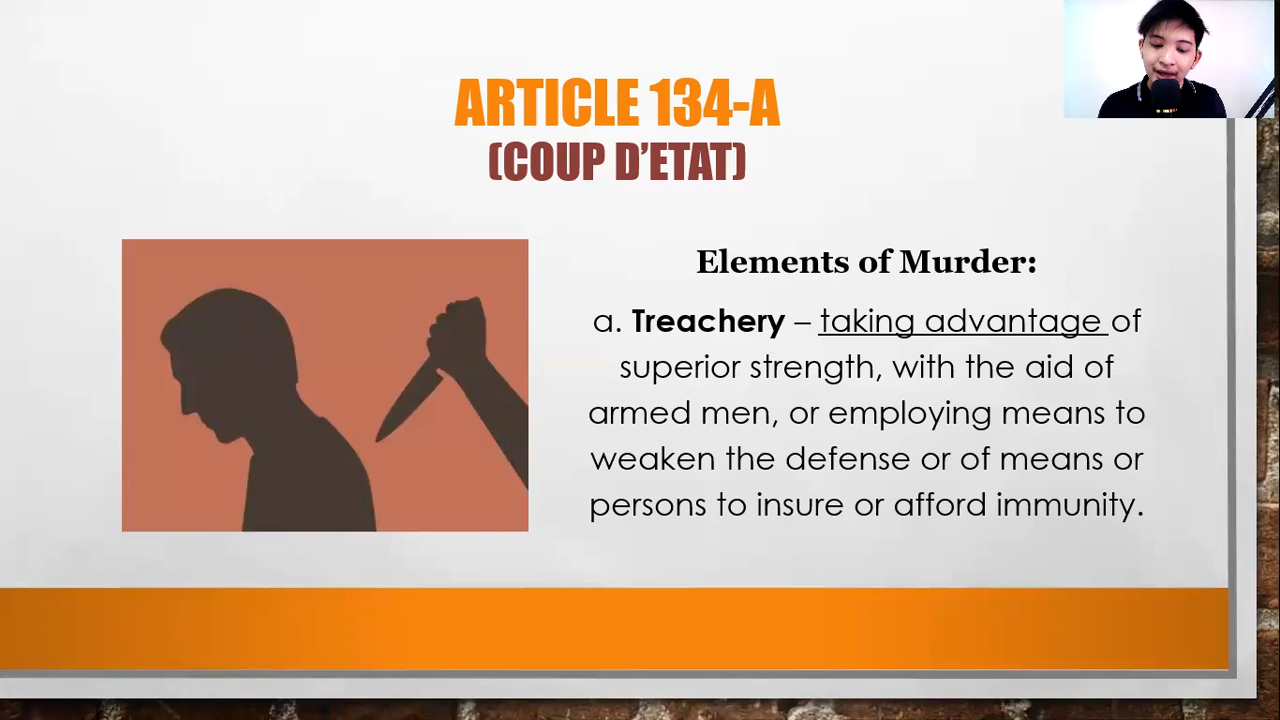 ARTICLE 134-A
(COUP D'ETAT)
Elements of Murder:
a. Treachery – taking advantage of
superior strength, with the aid of
armed men, or employing means to
weaken the defense or of means or
persons to insure or afford immunity.